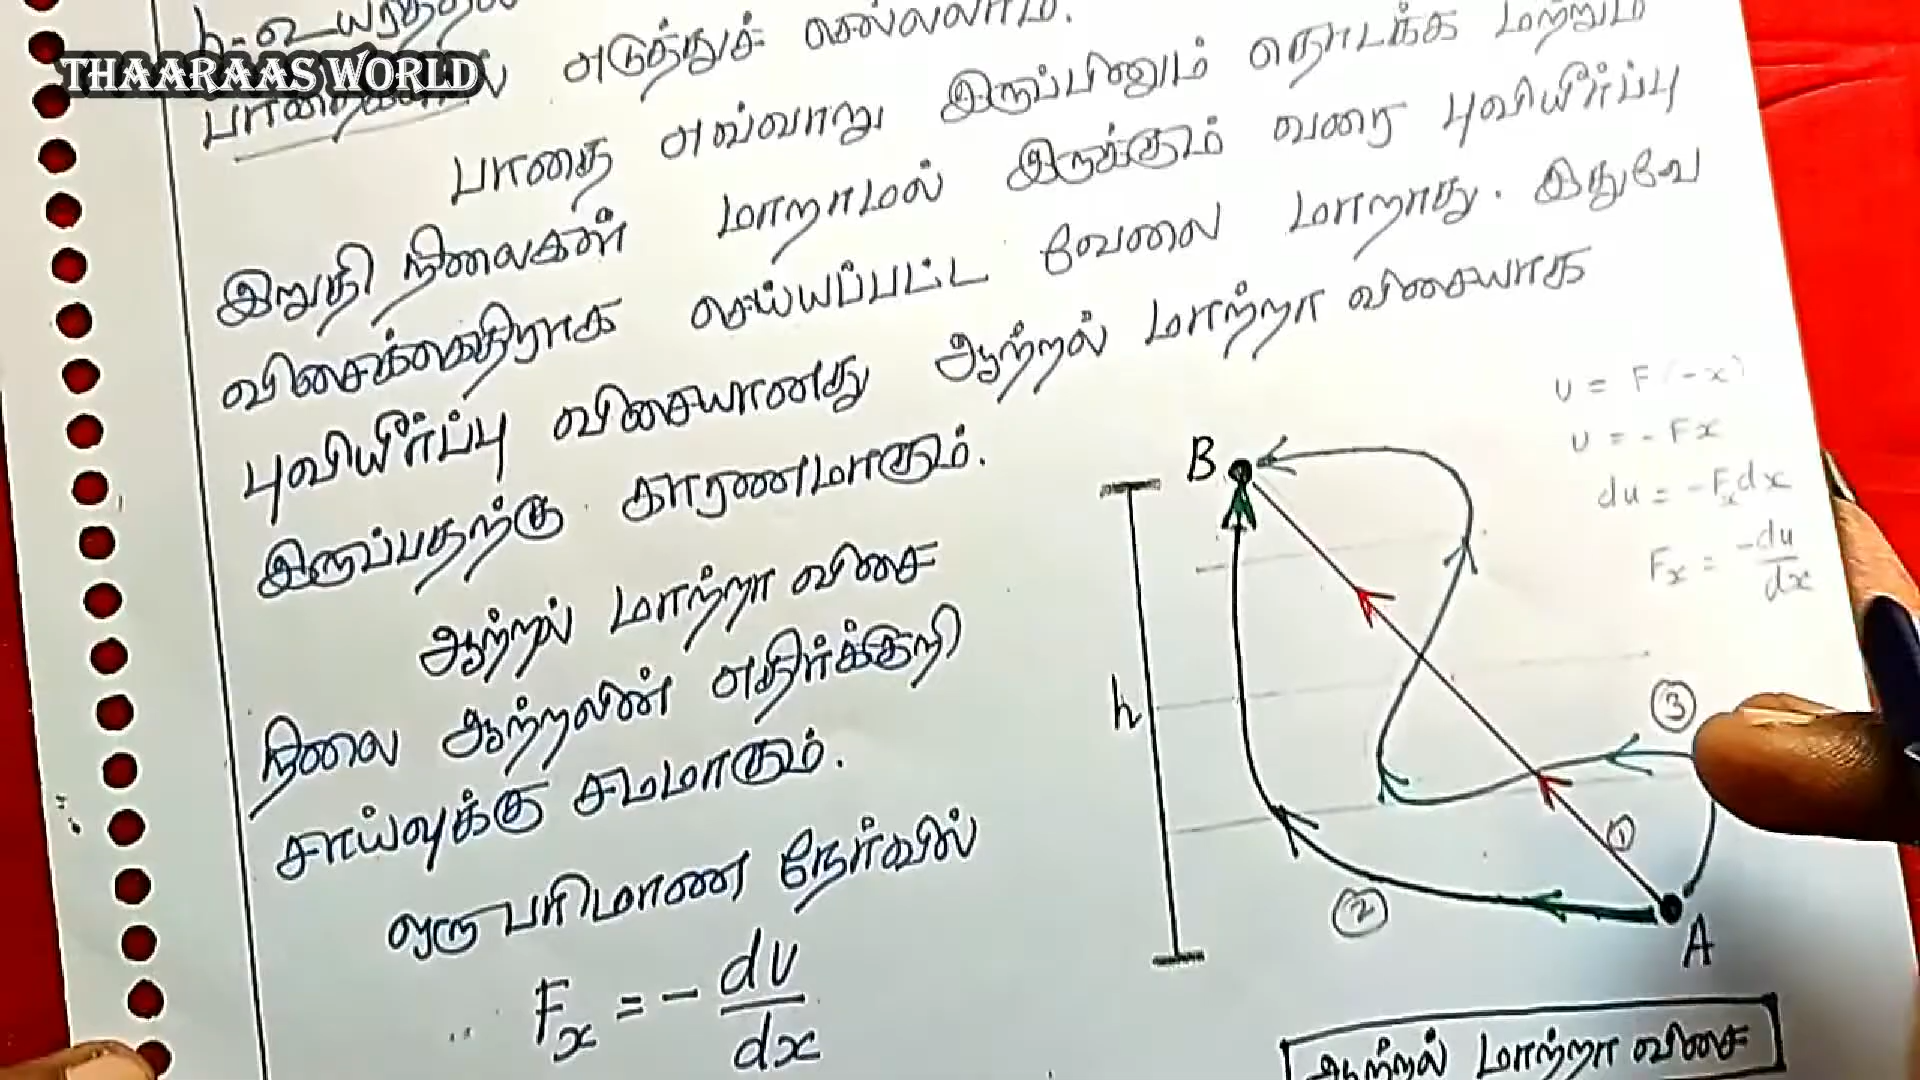 THAARAAS WORLD
h - உயரத்தில்
பாதைகளில் எடுத்துச் செல்லலாம்.
பாதை எவ்வாறு இருப்பினும் தொடக்க மற்றும்
இறுதி நிலைகள் மாறாமல் இருக்கும் வரை புவியீர்ப்பு
விசைக்கெதிராக செய்யப்பட்ட வேலை மாறாது. இதுவே
புவியீர்ப்பு விசையானது ஆற்றல் மாற்றா விசையாக
இருப்பதற்கு காரணமாகும்.
ஆற்றல் மாற்றா விசை
நிலை ஆற்றலின் எதிர்க்குறி
சாய்வுக்கு சமமாகும்.
ஒரு பரிமாண நேர்வில்
Fx = - dU/dx
U = F(-x)
U = -Fx
du = -Fx dx
Fx = -du/dx
B
h
3
1
2
A
ஆற்றல் மாற்றா விசை